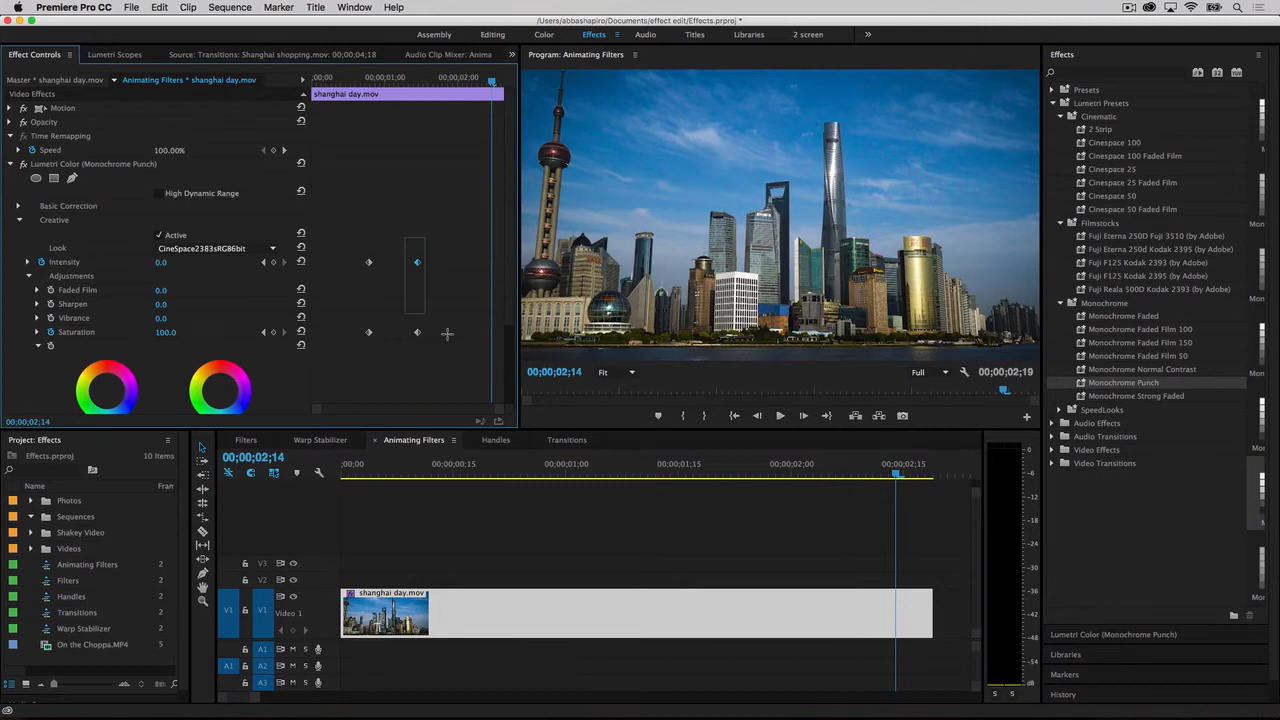 Premiere Pro CC File Edit Clip Sequence Marker Title Window Help
/Users/abbashapiro/Documents/effect edit/Effects.prproj *
Assembly Editing Color Effects Audio Titles Libraries 2 screen
Effect Controls Lumetri Scopes Source: Transitions: Shanghai shopping.mov: 00;00;04;18 Audio Clip Mixer: Anima
Program: Animating Filters
Effects
Master * shanghai day.mov Animating Filters * shanghai day.mov
;00;00 00;00;01;00 00;00;02;00
Video Effects
shanghai day.mov
Motion
Opacity
Time Remapping
Speed 100.00%
Lumetri Color (Monochrome Punch)
High Dynamic Range
Basic Correction
Creative
Active
Look CineSpace2383sRGB6bit
Intensity 0.0
Adjustments
Faded Film 0.0
Sharpen 0.0
Vibrance 0.0
Saturation 100.0
00;00;02;14
00;00;02;14 Fit Full 00;00;02;19
Presets
Lumetri Presets
Cinematic
2 Strip
Cinespace 100
Cinespace 100 Faded Film
Cinespace 25
Cinespace 25 Faded Film
Cinespace 50
Cinespace 50 Faded Film
Filmstocks
Fuji Eterna 250D Fuji 3510 (by Adobe)
Fuji Eterna 250d Kodak 2395 (by Adobe)
Fuji F125 Kodak 2393 (by Adobe)
Fuji F125 Kodak 2395 (by Adobe)
Fuji Reala 500D Kodak 2393 (by Adobe)
Monochrome
Monochrome Faded
Monochrome Faded Film 100
Monochrome Faded Film 150
Monochrome Faded Film 50
Monochrome Normal Contrast
Monochrome Punch
Monochrome Strong Faded
SpeedLooks
Audio Effects
Audio Transitions
Video Effects
Video Transitions
Lumetri Color (Monochrome Punch)
Libraries
Markers
History
Project: Effects
Effects.prproj 10 Items
Name Fram
Photos
Sequences
Shakey Video
Videos
Animating Filters 2
Filters 2
Handles 2
Transitions 2
Warp Stabilizer 2
On the Choppa.MP4 5
Filters Warp Stabilizer Animating Filters Handles Transitions
00;00;02;14
;00;00 00;00;00;15 00;00;01;00 00;00;01;15 00;00;02;00 00;00;02;15
V3
V2
V1 V1 Video 1
shanghai day.mov
A1 M S
A1 A2 M S
A3 M S
0
-6
-12
-18
-24
-30
-36
-42
-48
-54
dB
S S